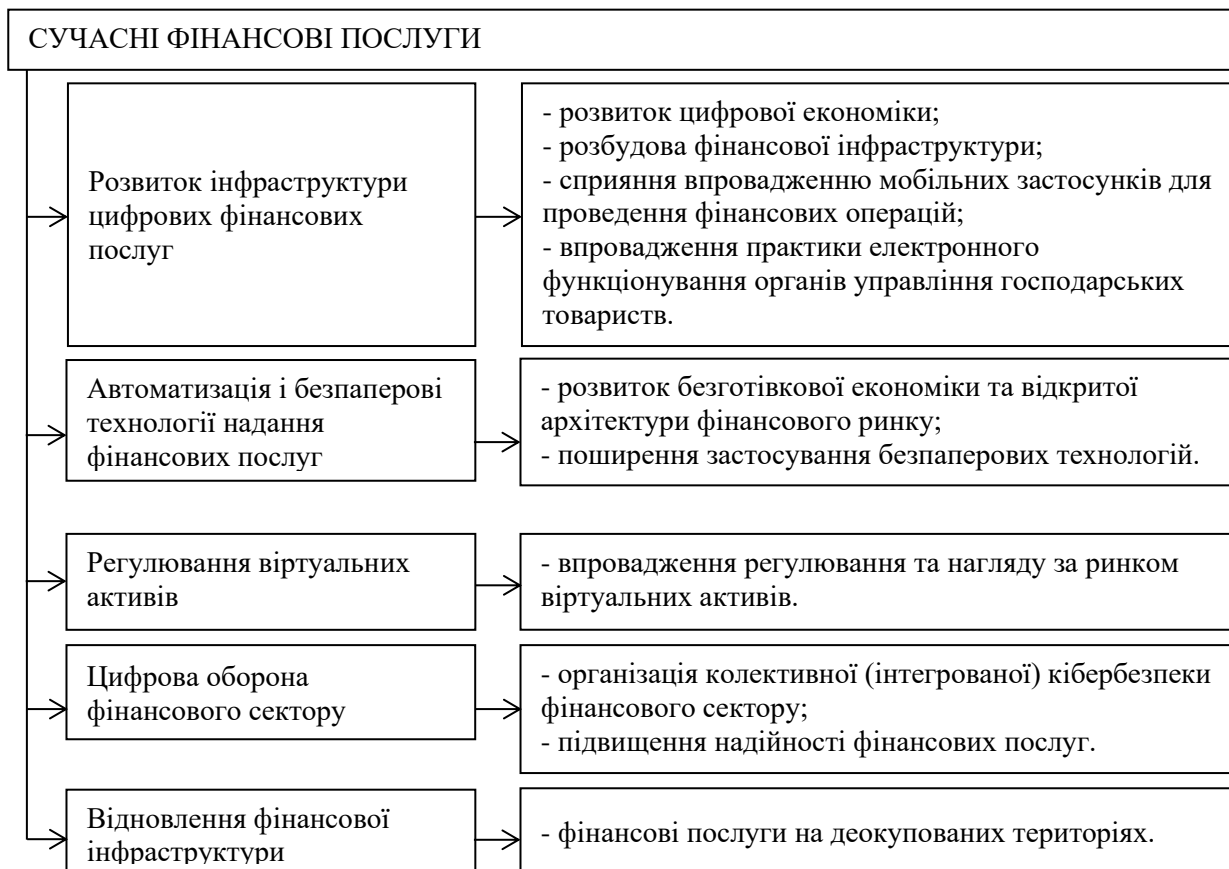 СУЧАСНІ ФІНАНСОВІ ПОСЛУГИ
Розвиток інфраструктури
цифрових фінансових
послуг
- розвиток цифрової економіки;
- розбудова фінансової інфраструктури;
- сприяння впровадженню мобільних застосунків для
проведення фінансових операцій;
- впровадження практики електронного
функціонування органів управління господарських
товариств.
Автоматизація і безпаперові
технології надання
фінансових послуг
- розвиток безготівкової економіки та відкритої
архітектури фінансового ринку;
- поширення застосування безпаперових технологій.
Регулювання віртуальних
активів
- впровадження регулювання та нагляду за ринком
віртуальних активів.
Цифрова оборона
фінансового сектору
- організація колективної (інтегрованої) кібербезпеки
фінансового сектору;
- підвищення надійності фінансових послуг.
Відновлення фінансової
інфраструктури
- фінансові послуги на деокупованих територіях.